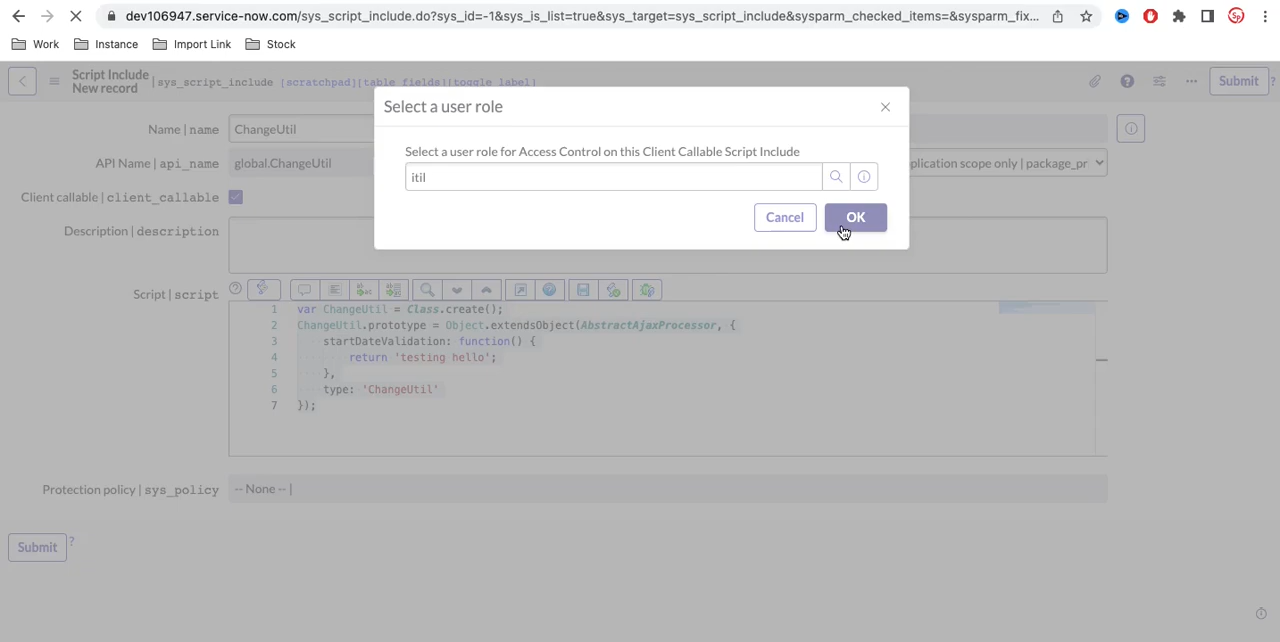 dev106947.service-now.com/sys_script_include.do?sys_id=-1&sys_is_list=true&sys_target=sys_script_include&sysparm_checked_items=&sysparm_fix...
Sp
Work
Instance
Import Link
Stock
Script Include
New record
| sys_script_include [scratchpad][table fields][toggle label]
Submit
?
Select a user role
Select a user role for Access Control on this Client Callable Script Include
itil
Cancel
OK
Name | name
ChangeUtil
API Name | api_name
global.ChangeUtil
plication scope only | package_pr
Client callable | client_callable
Description | description
Script | script
1 var ChangeUtil = Class.create();
2 ChangeUtil.prototype = Object.extendsObject(AbstractAjaxProcessor, {
3 startDateValidation: function() {
4 return 'testing hello';
5 },
6 type: 'ChangeUtil'
7 });
Protection policy | sys_policy
-- None -- |
Submit
?